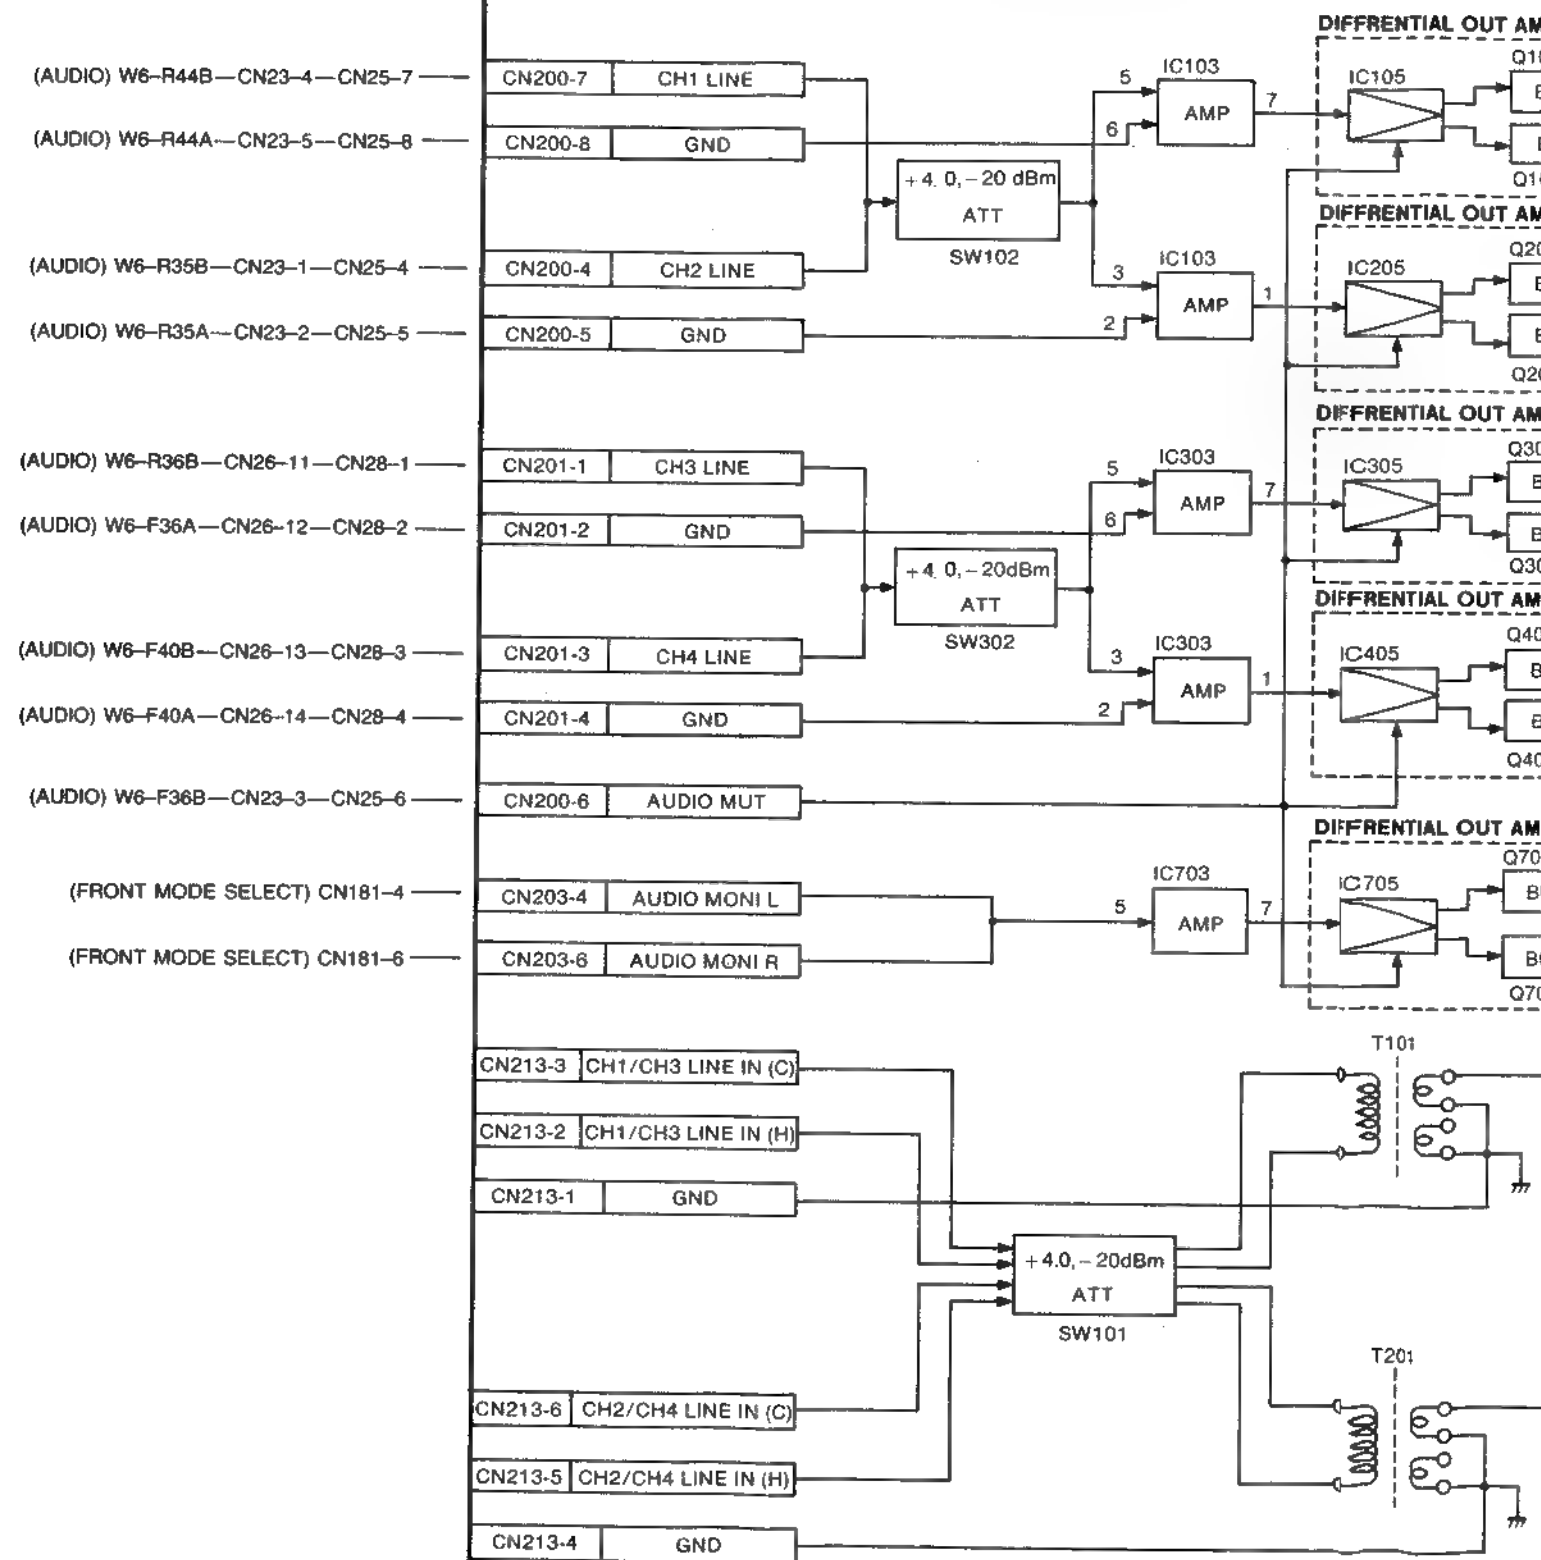 DIFFRENTIAL OUT AM
(AUDIO) W6-R44B—CN23-4—CN25-7
CN200-7 CH1 LINE
5 IC103 AMP 7
IC105
(AUDIO) W6-R44A—CN23-5—CN25-8
CN200-8 GND
6
+4. 0,-20 dBm
ATT
SW102
DIFFRENTIAL OUT AM
(AUDIO) W6-R35B—CN23-1—CN25-4
CN200-4 CH2 LINE
3 IC103 AMP 1
IC205
(AUDIO) W6-R35A—CN23-2—CN25-5
CN200-5 GND
2
DIFFRENTIAL OUT AM
(AUDIO) W6-R36B—CN26-11—CN28-1
CN201-1 CH3 LINE
5 IC303 AMP 7
IC305
(AUDIO) W6-F36A—CN26-12—CN28-2
CN201-2 GND
6
+4. 0,-20dBm
ATT
SW302
DIFFRENTIAL OUT AM
(AUDIO) W6-F40B—CN26-13—CN28-3
CN201-3 CH4 LINE
3 IC303 AMP 1
IC405
(AUDIO) W6-F40A—CN26-14—CN28-4
CN201-4 GND
2
(AUDIO) W6-F36B—CN23-3—CN25-6
CN200-6 AUDIO MUT
DIFFRENTIAL OUT AM
(FRONT MODE SELECT) CN181-4
CN203-4 AUDIO MONI L
5 IC703 AMP 7
IC705
(FRONT MODE SELECT) CN181-6
CN203-6 AUDIO MONI R
T101
CN213-3 CH1/CH3 LINE IN (C)
CN213-2 CH1/CH3 LINE IN (H)
CN213-1 GND
+4.0,-20dBm
ATT
SW101
T201
CN213-6 CH2/CH4 LINE IN (C)
CN213-5 CH2/CH4 LINE IN (H)
CN213-4 GND